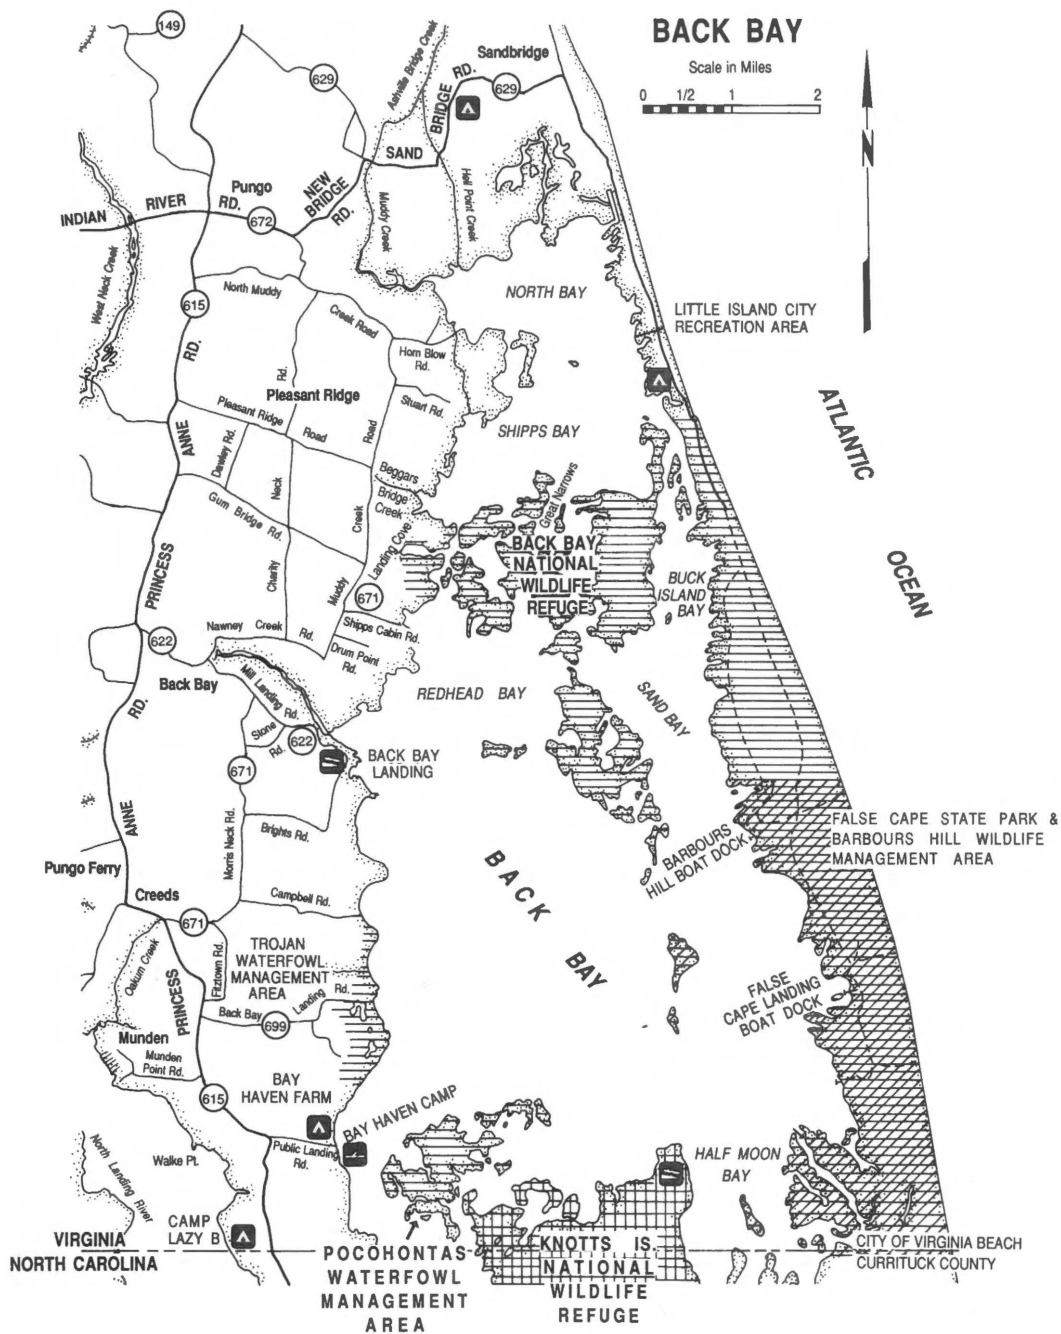 BACK BAY
Scale in Miles
0 1/2 1 2
N
149
629
Ashville Bridge Creek
Sandbridge
SAND BRIDGE RD.
629
Pungo
INDIAN RIVER RD.
672
NEW BRIDGE RD.
Muddy Creek
Hell Point Creek
West Neck Creek
North Muddy Creek Road
NORTH BAY
615
LITTLE ISLAND CITY
RECREATION AREA
Horn Blow
Rd.
Pleasant Ridge
Stuart Rd.
Pleasant Ridge Road
SHIPPS BAY
ATLANTIC
OCEAN
Dawley Rd.
Gum Bridge Rd.
Charity Neck Rd.
Beggars
Bridge
Creek
Great Narrows
Landing Cove
BACK BAY
NATIONAL
WILDLIFE
REFUGE
BUCK
ISLAND
BAY
Muddy Creek Road
671
PRINCESS ANNE RD.
622
Nawney Creek Rd.
Shipps Cabin Rd.
Drum Point
Rd.
Back Bay
Mill Landing Rd.
REDHEAD BAY
SAND BAY
Stone
Rd.
622
BACK BAY
LANDING
671
Morris Neck Rd.
Brights Rd.
FALSE CAPE STATE PARK &
BARBOURS HILL WILDLIFE
MANAGEMENT AREA
BARBOURS
HILL BOAT DOCK
ANNE
Pungo Ferry
BACK BAY
Creeds
Campbell Rd.
671
TROJAN
WATERFOWL
MANAGEMENT
AREA
Oakum Creek
Fitztown Rd.
PRINCESS
Back Bay Landing Rd.
699
FALSE
CAPE LANDING
BOAT DOCK
Munden
Munden
Point Rd.
BAY
HAVEN FARM
615
BAY HAVEN CAMP
Public Landing
Rd.
Walke Pt.
HALF MOON
BAY
North Landing River
CAMP
LAZY B
VIRGINIA
NORTH CAROLINA
CITY OF VIRGINIA BEACH
CURRITUCK COUNTY
POCOHONTAS
WATERFOWL
MANAGEMENT
AREA
KNOTTS IS.
NATIONAL
WILDLIFE
REFUGE